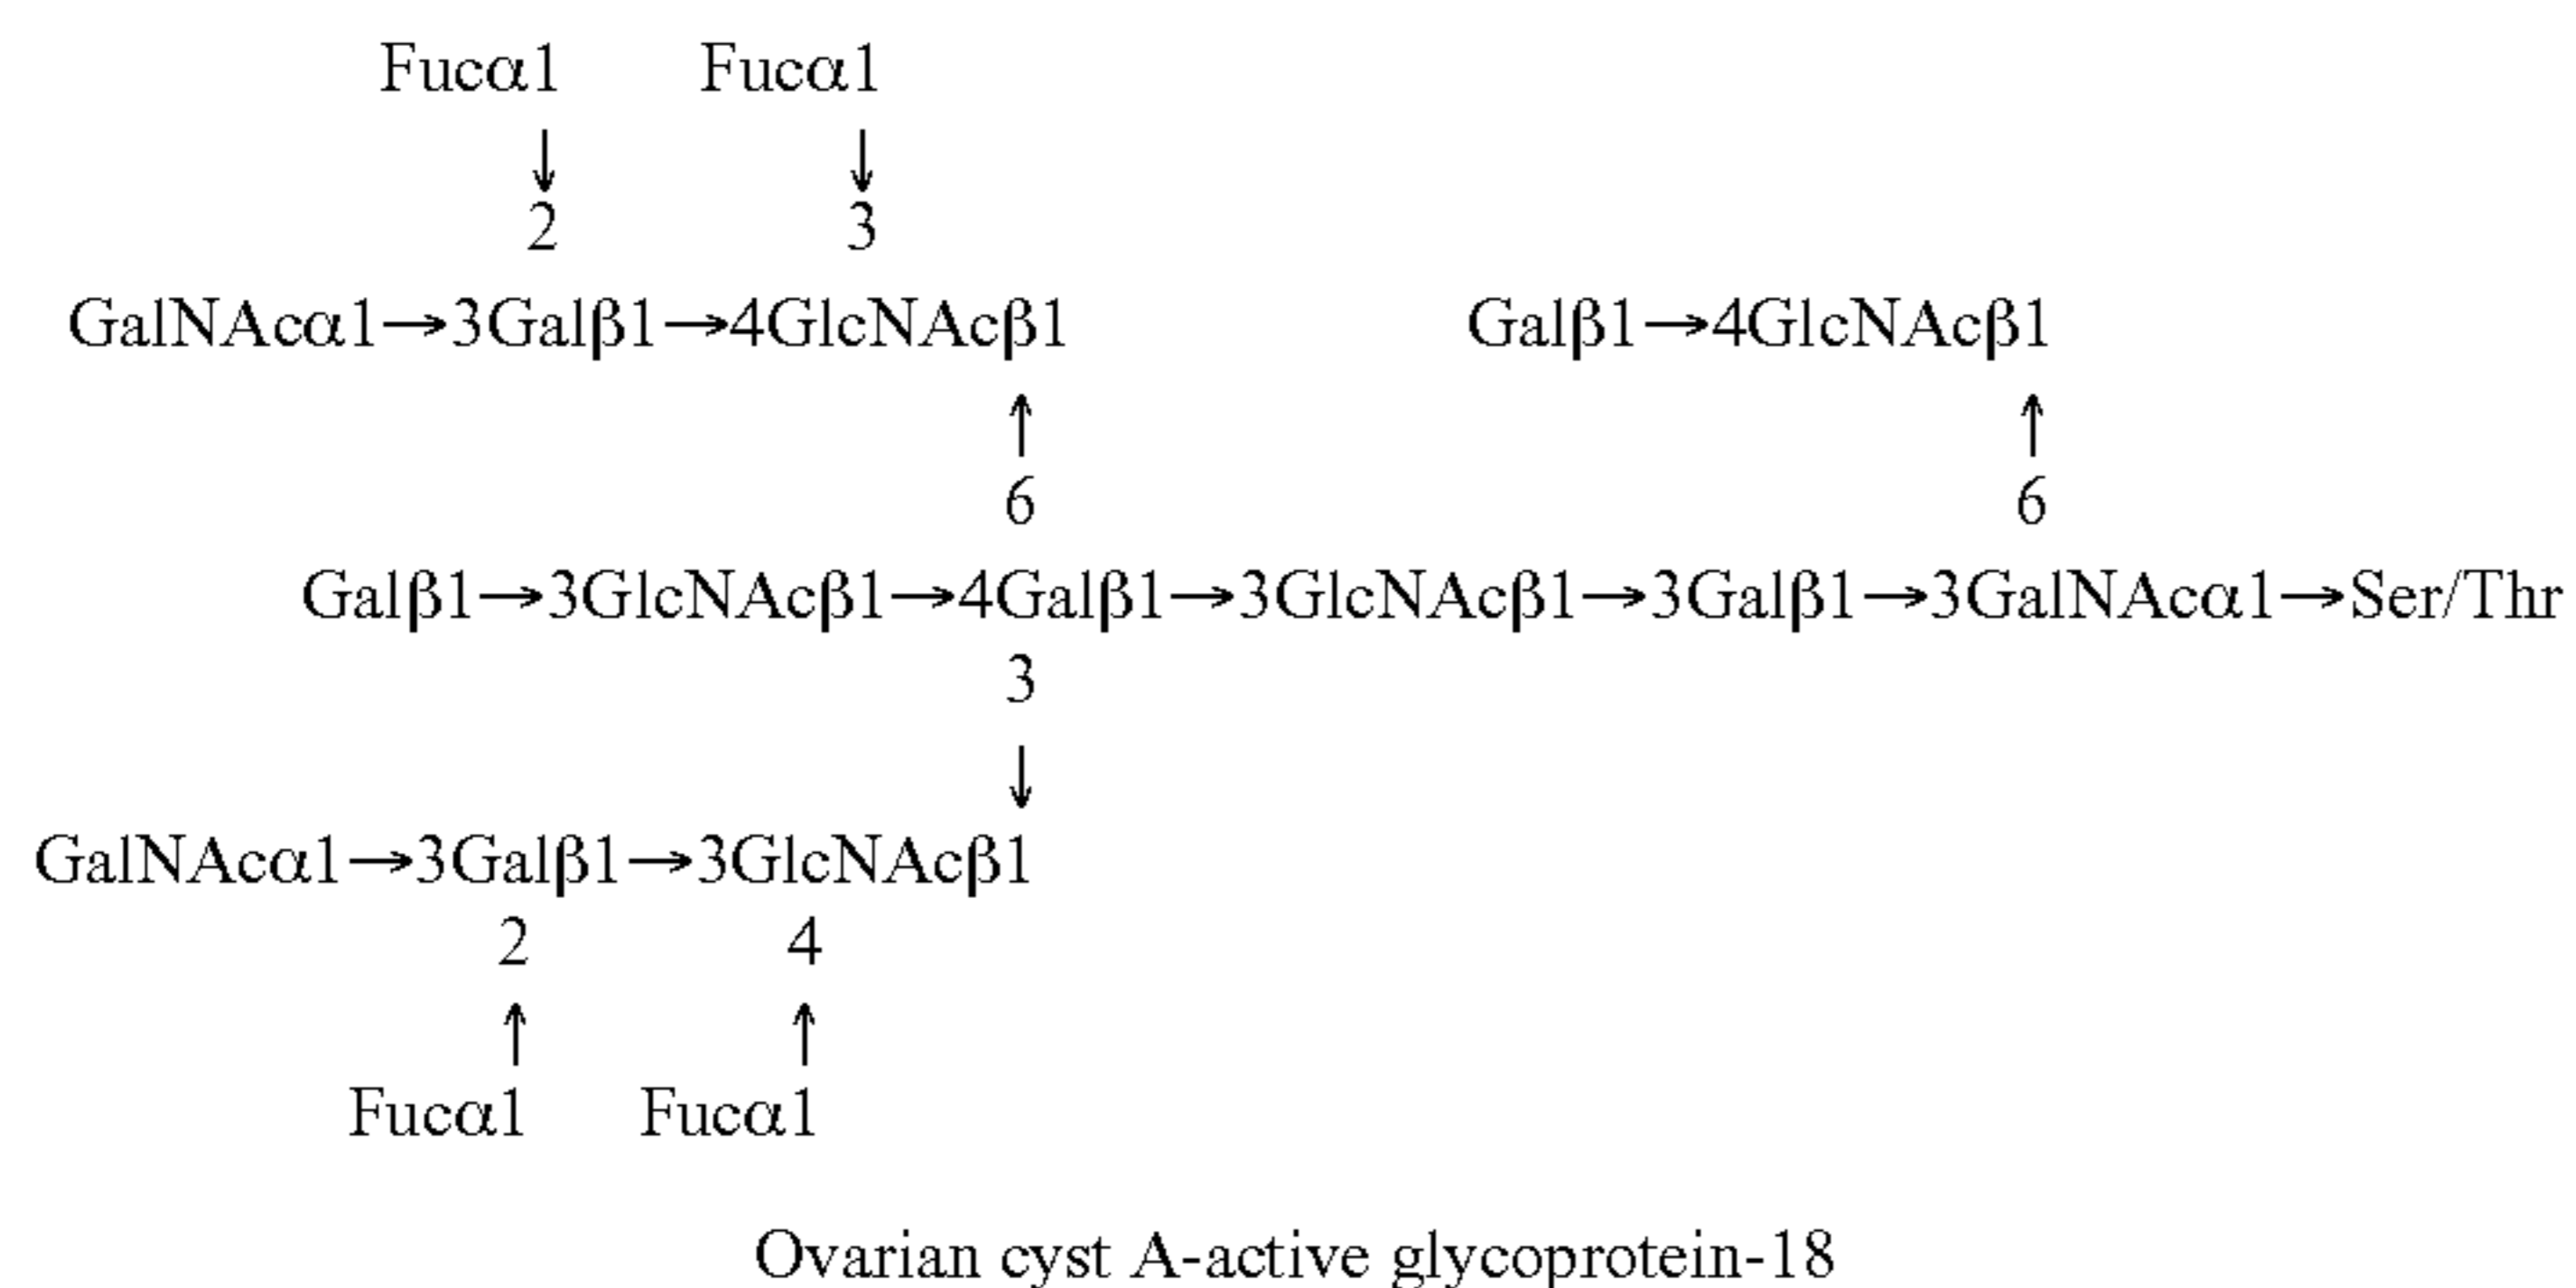 Fucα1 Fucα1
↓ ↓
2 3
GalNAcα1→3Galβ1→4GlcNAcβ1 Galβ1→4GlcNAcβ1
↑ ↑
6 6
Galβ1→3GlcNAcβ1→4Galβ1→3GlcNAcβ1→3Galβ1→3GalNAcα1→Ser/Thr
3
↓
GalNAcα1→3Galβ1→3GlcNAcβ1
2 4
↑ ↑
Fucα1 Fucα1
Ovarian cyst A-active glycoprotein-18